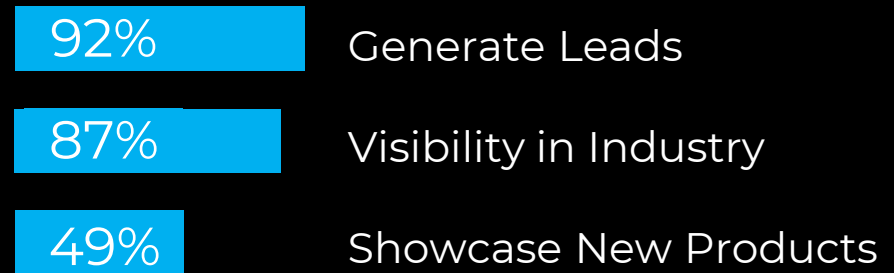 92% Generate Leads
87% Visibility in Industry
49% Showcase New Products